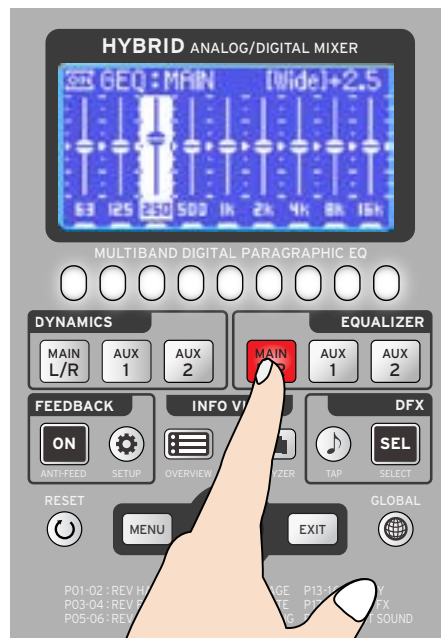 HYBRID ANALOG/DIGITAL MIXER
ON GEQ:MAIN [Wide]+2.5
63 125 250 500 1k 2k 4k 8k 16k
MULTIBAND DIGITAL PARAGRAPHIC EQ
DYNAMICS EQUALIZER
MAIN L/R AUX 1 AUX 2 MAIN AUX 1 AUX 2
FEEDBACK INFO DFX
ON SEL
ANTI-FEED SETUP OVERVIEW TAP SELECT
RESET GLOBAL
MENU EXIT
P01-02 : REV
P03-04 : REV
P05-06 : REV SOUND